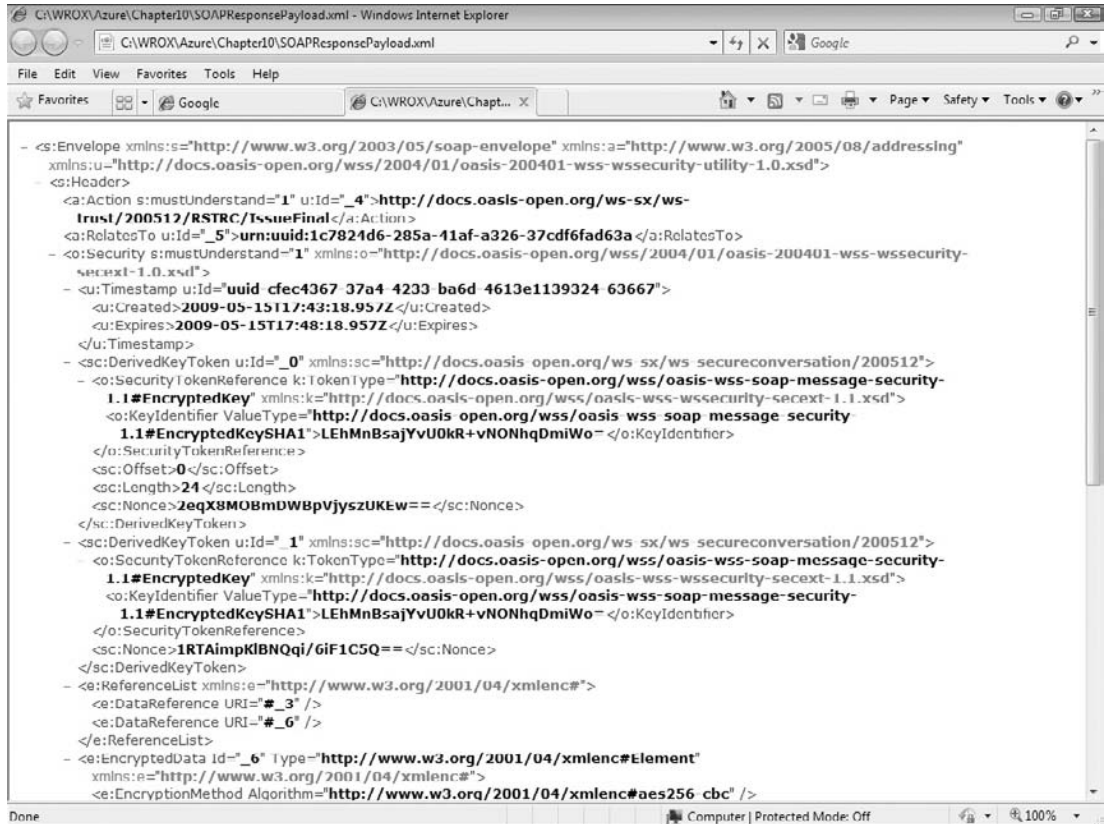 C:\WROX\Azure\Chapter10\SOAPResponsePayload.xml - Windows Internet Explorer
C:\WROX\Azure\Chapter10\SOAPResponsePayload.xml Google
File Edit View Favorites Tools Help
Favorites Google C:\WROX\Azure\Chapt... X Page Safety Tools
- <s:Envelope xmlns:s="http://www.w3.org/2003/05/soap-envelope" xmlns:a="http://www.w3.org/2005/08/addressing"
xmlns:u="http://docs.oasis-open.org/wss/2004/01/oasis-200401-wss-wssecurity-utility-1.0.xsd">
- <s:Header>
<a:Action s:mustUnderstand="1" u:Id="_4">http://docs.oasis-open.org/ws-sx/ws-
trust/200512/RSTRC/IssueFinal</a:Action>
<a:RelatesTo u:Id="_5">urn:uuid:1c7824d6-285a-41af-a326-37cdf6fad63a</a:RelatesTo>
- <o:Security s:mustUnderstand="1" xmlns:o="http://docs.oasis-open.org/wss/2004/01/oasis-200401-wss-wssecurity-
secext-1.0.xsd">
- <u:Timestamp u:Id="uuid-cfec4367-37a4-4233-ba6d-4613e1139324-63667">
<u:Created>2009-05-15T17:43:18.957Z</u:Created>
<u:Expires>2009-05-15T17:48:18.957Z</u:Expires>
</u:Timestamp>
- <sc:DerivedKeyToken u:Id="_0" xmlns:sc="http://docs.oasis-open.org/ws-sx/ws-secureconversation/200512">
- <o:SecurityTokenReference k:TokenType="http://docs.oasis-open.org/wss/oasis-wss-soap-message-security-
1.1#EncryptedKey" xmlns:k="http://docs.oasis-open.org/wss/oasis-wss-wssecurity-secext-1.1.xsd">
<o:KeyIdentifier ValueType="http://docs.oasis-open.org/wss/oasis-wss-soap-message-security-
1.1#EncryptedKeySHA1">LEhMnBsajYvU0kR+vNONhqDmiWo=</o:KeyIdentifier>
</o:SecurityTokenReference>
<sc:Offset>0</sc:Offset>
<sc:Length>24</sc:Length>
<sc:Nonce>2eqX8MOBmDWBpVjyszUKEw==</sc:Nonce>
</sc:DerivedKeyToken>
- <sc:DerivedKeyToken u:Id="_1" xmlns:sc="http://docs.oasis-open.org/ws-sx/ws-secureconversation/200512">
- <o:SecurityTokenReference k:TokenType="http://docs.oasis-open.org/wss/oasis-wss-soap-message-security-
1.1#EncryptedKey" xmlns:k="http://docs.oasis-open.org/wss/oasis-wss-wssecurity-secext-1.1.xsd">
<o:KeyIdentifier ValueType="http://docs.oasis-open.org/wss/oasis-wss-soap-message-security-
1.1#EncryptedKeySHA1">LEhMnBsajYvU0kR+vNONhqDmiWo=</o:KeyIdentifier>
</o:SecurityTokenReference>
<sc:Nonce>1RTAimpKlBNQqi/6iF1C5Q==</sc:Nonce>
</sc:DerivedKeyToken>
- <e:ReferenceList xmlns:e="http://www.w3.org/2001/04/xmlenc#">
<e:DataReference URI="#_3" />
<e:DataReference URI="#_6" />
</e:ReferenceList>
- <e:EncryptedData Id="_6" Type="http://www.w3.org/2001/04/xmlenc#Element"
xmlns:e="http://www.w3.org/2001/04/xmlenc#">
<e:EncryptionMethod Algorithm="http://www.w3.org/2001/04/xmlenc#aes256-cbc" />
Done Computer | Protected Mode: Off 100%